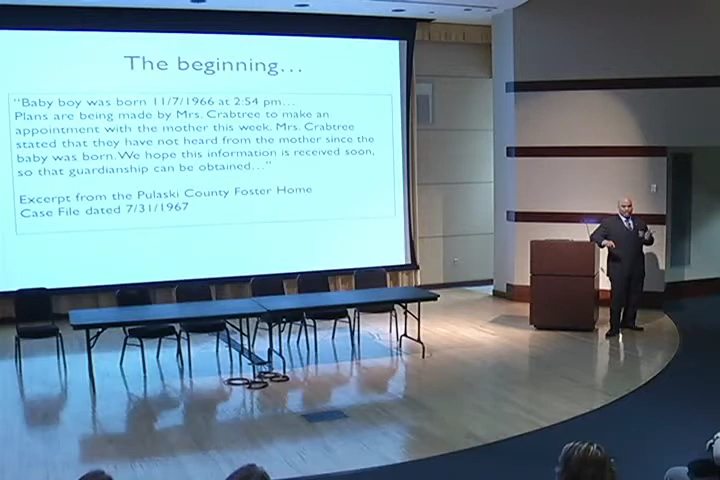 The beginning...
"Baby boy was born 11/7/1966 at 2:54 pm...
Plans are being made by Mrs. Crabtree to make an
appointment with the mother this week. Mrs. Crabtree
stated that they have not heard from the mother since the
baby was born. We hope this information is received soon,
so that guardianship can be obtained..."
Excerpt from the Pulaski County Foster Home
Case File dated 7/31/1967